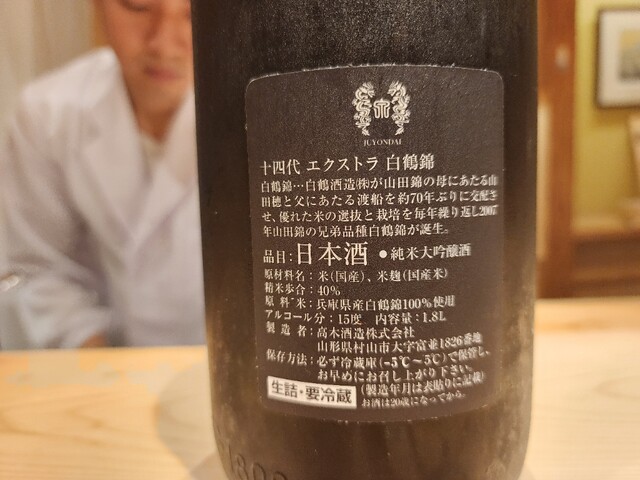 JUYONDAI
十四代 エクストラ 白鶴錦
白鶴錦…白鶴酒造㈱が山田錦の母にあたる山
田穂と父にあたる渡船を約70年ぶりに交配さ
せ、優れた米の選抜と栽培を毎年繰り返し2007
年山田錦の兄弟品種白鶴錦が誕生。
品目：日本酒 ●純米大吟醸酒
原材料名：米（国産）、米麹（国産米）
精米歩合：40％
原料米：兵庫県産白鶴錦100％使用
アルコール分：15度 内容量：1.8L
製造者：高木酒造株式会社
山形県村山市大字富並1826番地
保存方法：必ず冷蔵庫（-5℃～5℃）で保管し、
お早めにお召し上がり下さい。
生詰・要冷蔵 （製造年月は表貼りに記載）
お酒は20歳になってから。